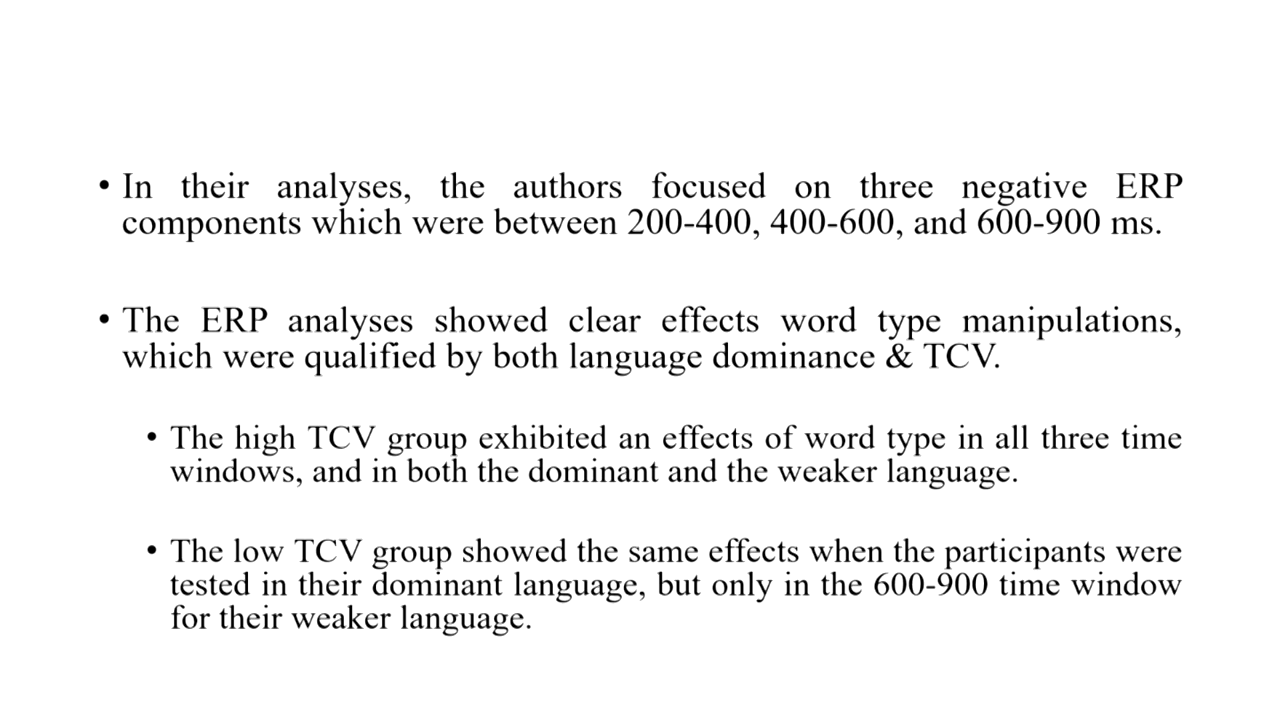 • In their analyses, the authors focused on three negative ERP
components which were between 200-400, 400-600, and 600-900 ms.
• The ERP analyses showed clear effects word type manipulations,
which were qualified by both language dominance & TCV.
• The high TCV group exhibited an effects of word type in all three time
windows, and in both the dominant and the weaker language.
• The low TCV group showed the same effects when the participants were
tested in their dominant language, but only in the 600-900 time window
for their weaker language.